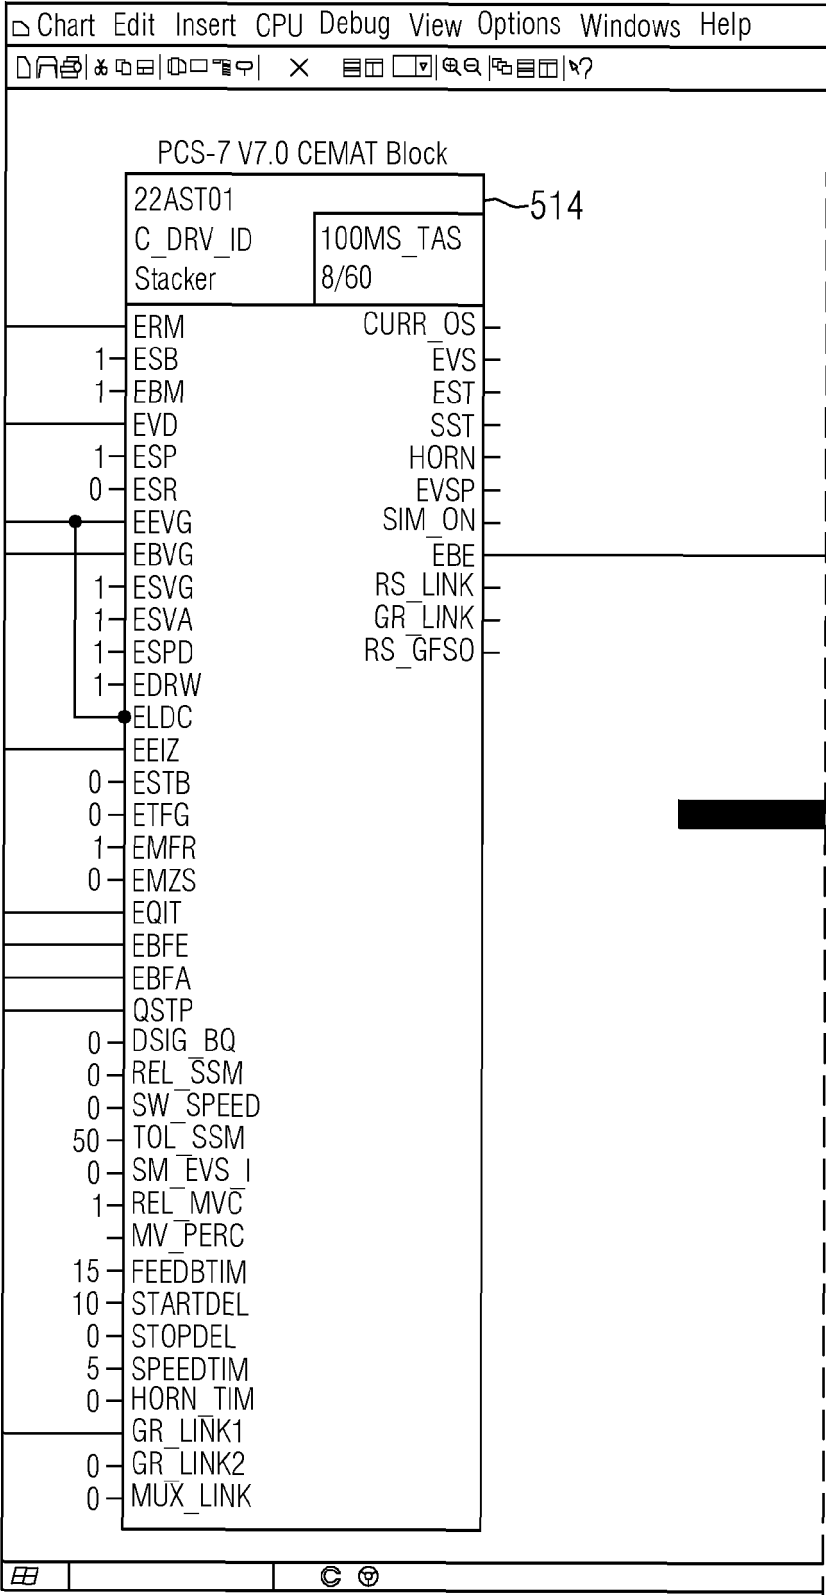 Chart Edit Insert CPU Debug View Options Windows Help
PCS-7 V7.0 CEMAT Block
22AST01
514
C_DRV_ID 100MS_TAS
Stacker 8/60
ERM CURR_OS
1 ESB EVS
1 EBM EST
EVD SST
1 ESP HORN
0 ESR EVSP
EEVG SIM_ON
EBVG EBE
1 ESVG RS_LINK
1 ESVA GR_LINK
1 ESPD RS_GFSO
1 EDRW
ELDC
EEIZ
0 ESTB
0 ETFG
1 EMFR
0 EMZS
EQIT
EBFE
EBFA
QSTP
0 DSIG_BQ
0 REL_SSM
0 SW_SPEED
50 TOL_SSM
0 SM_EVS_I
1 REL_MVC
MV_PERC
15 FEEDBTIM
10 STARTDEL
0 STOPDEL
5 SPEEDTIM
0 HORN_TIM
GR_LINK1
0 GR_LINK2
0 MUX_LINK